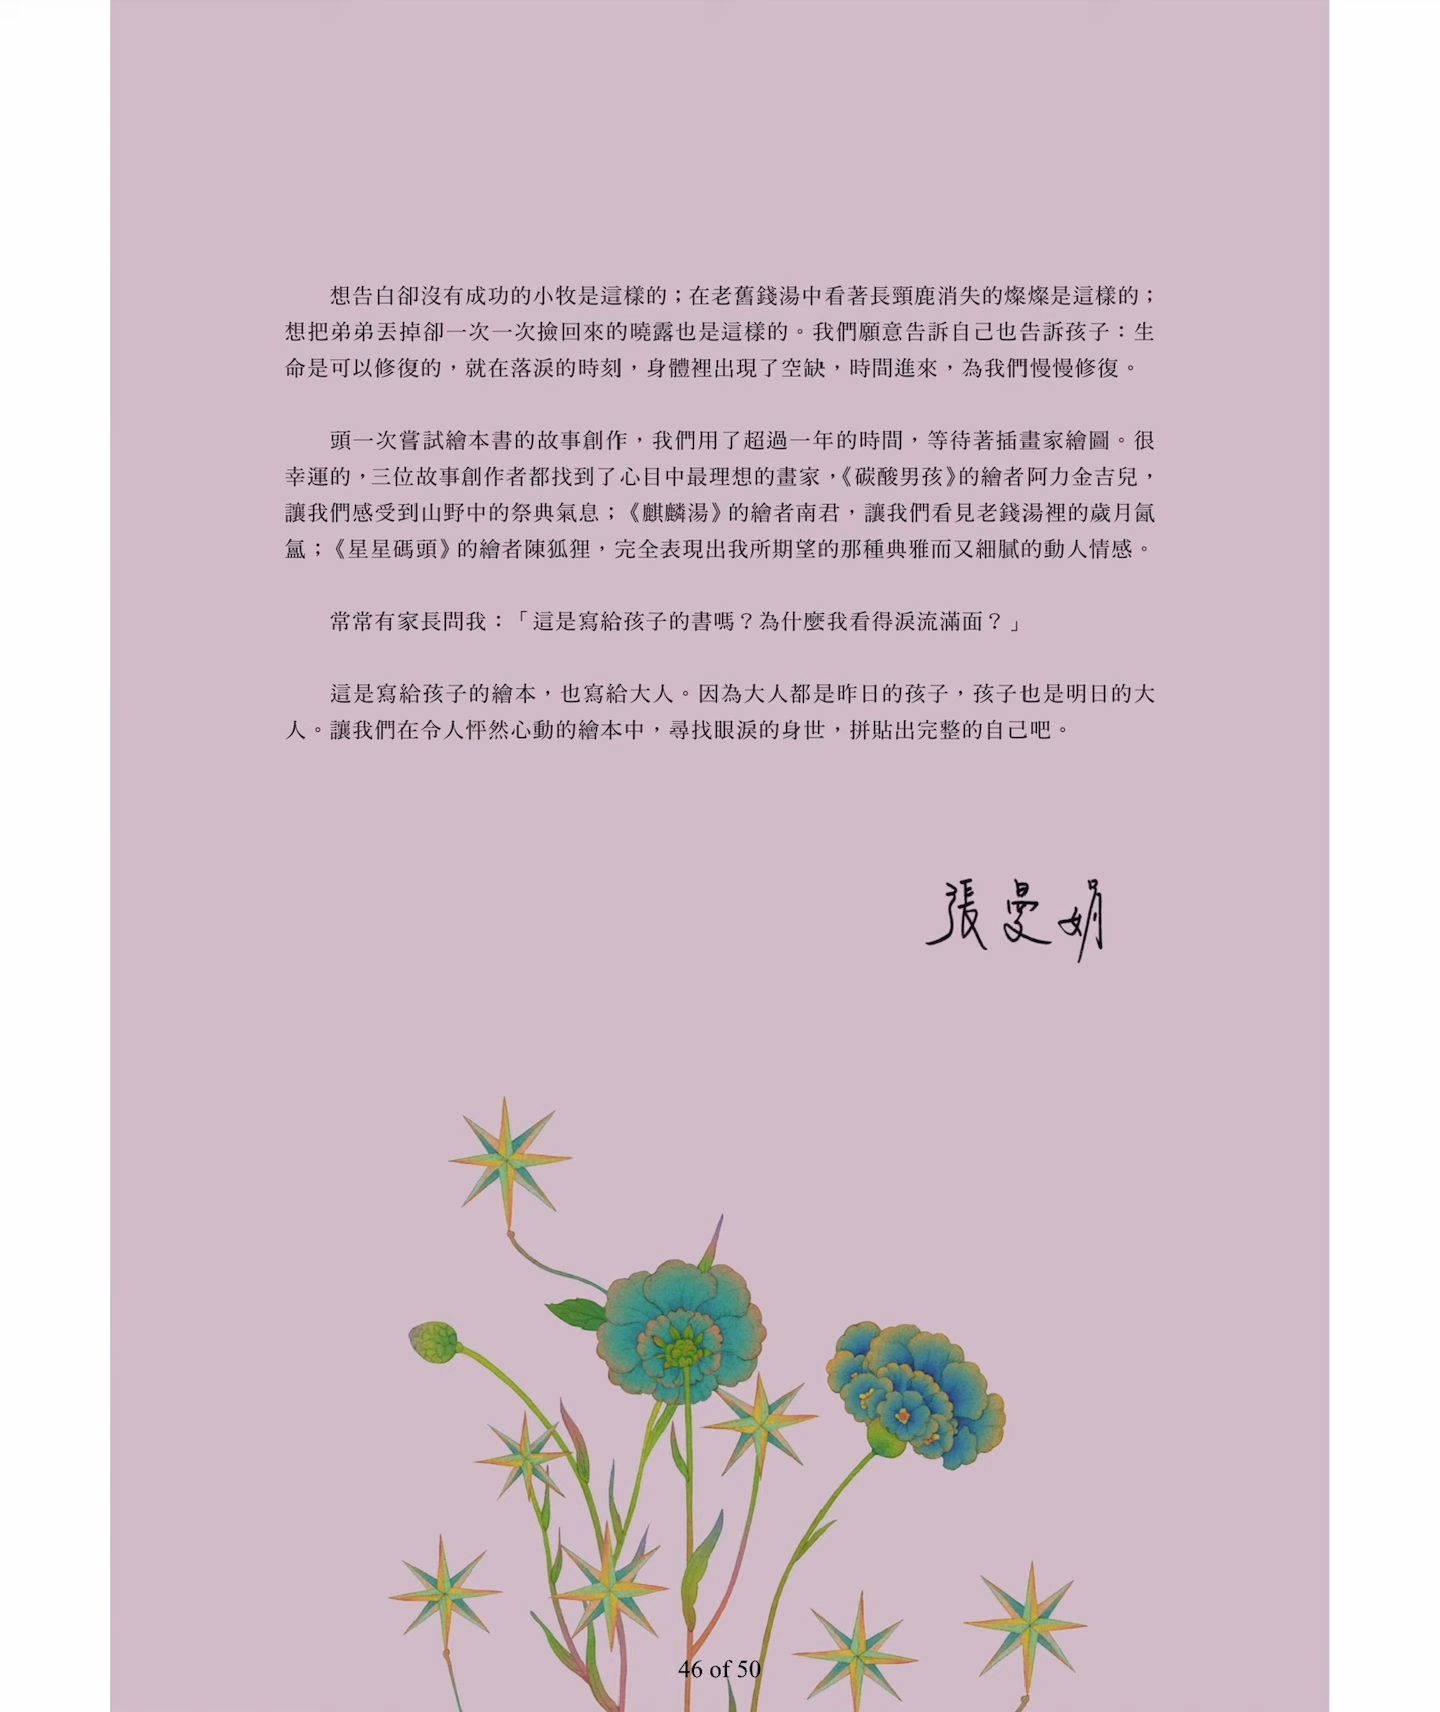 想告白卻沒有成功的小牧是這樣的；在老舊錢湯中看著長頸鹿消失的燦燦是這樣的；
想把弟弟丟掉卻一次一次撿回來的曉露也是這樣的。我們願意告訴自己也告訴孩子：生
命是可以修復的，就在落淚的時刻，身體裡出現了空缺，時間進來，為我們慢慢修復。
頭一次嘗試繪本書的故事創作，我們用了超過一年的時間，等待著插畫家繪圖。很
幸運的，三位故事創作者都找到了心目中最理想的畫家，《碳酸男孩》的繪者阿力金吉兒，
讓我們感受到山野中的祭典氣息；《麒麟湯》的繪者南君，讓我們看見老錢湯裡的歲月氤
氳；《星星碼頭》的繪者陳狐狸，完全表現出我所期望的那種典雅而又細膩的動人情感。
常常有家長問我：「這是寫給孩子的書嗎？為什麼我看得淚流滿面？」
這是寫給孩子的繪本，也寫給大人。因為大人都是昨日的孩子，孩子也是明日的大
人。讓我們在令人怦然心動的繪本中，尋找眼淚的身世，拼貼出完整的自己吧。
張曼娟
46 of 50